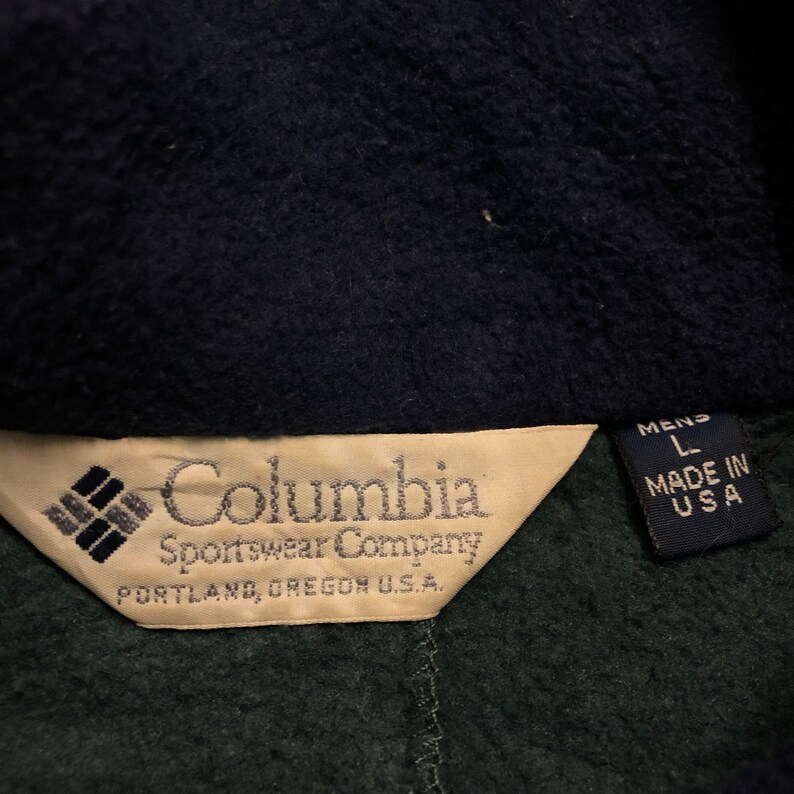 Columbia
Sportswear Company
PORTLAND, OREGON U.S.A.
MENS
L
MADE IN
USA